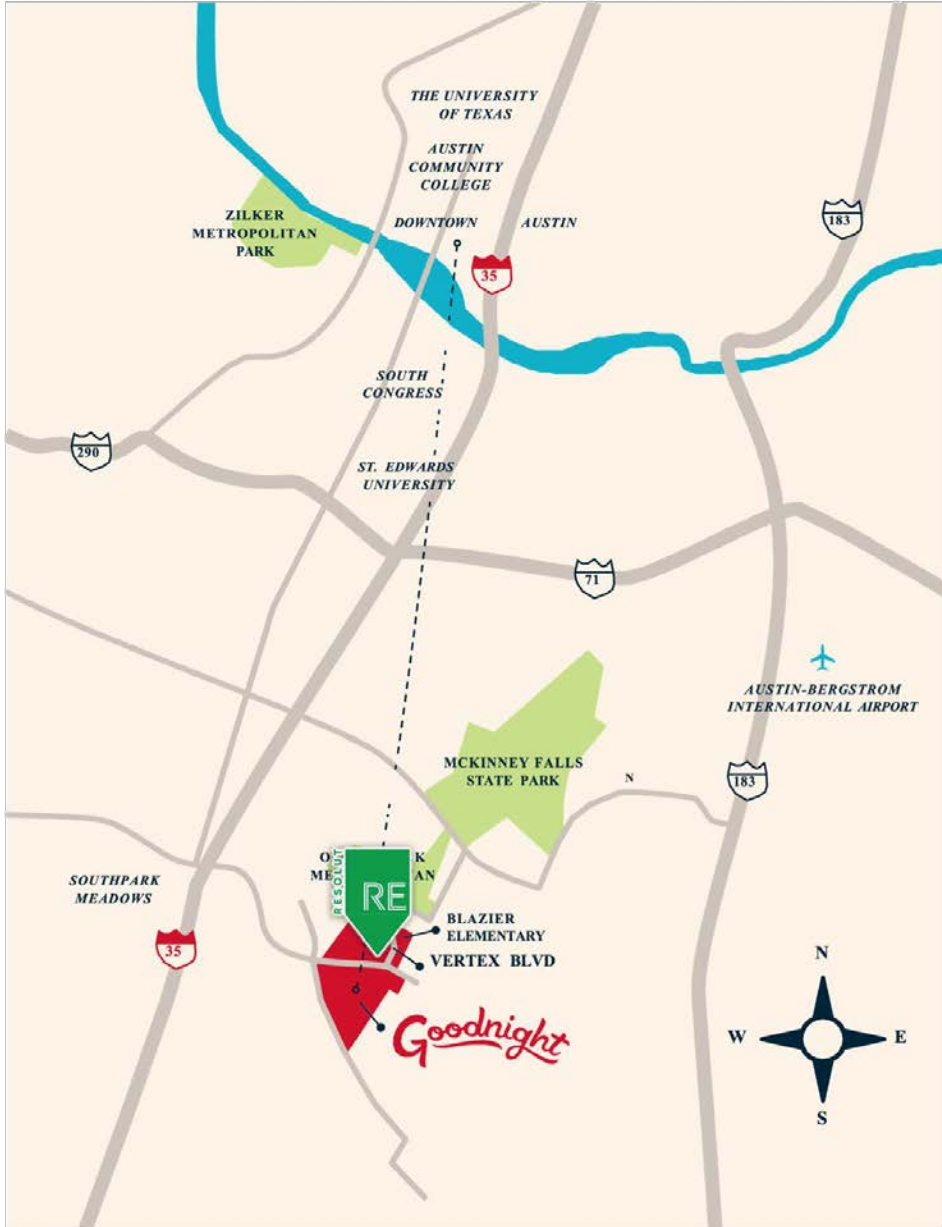 THE UNIVERSITY
OF TEXAS
AUSTIN
COMMUNITY
COLLEGE
ZILKER
METROPOLITAN
PARK
DOWNTOWN
AUSTIN
183
35
SOUTH
CONGRESS
290
ST. EDWARDS
UNIVERSITY
71
AUSTIN-BERGSTROM
INTERNATIONAL AIRPORT
MCKINNEY FALLS
STATE PARK
N
183
RESOLUT
RE
SOUTHPARK
MEADOWS
BLAZIER
ELEMENTARY
35
VERTEX BLVD
Goodnight
N
W
E
S